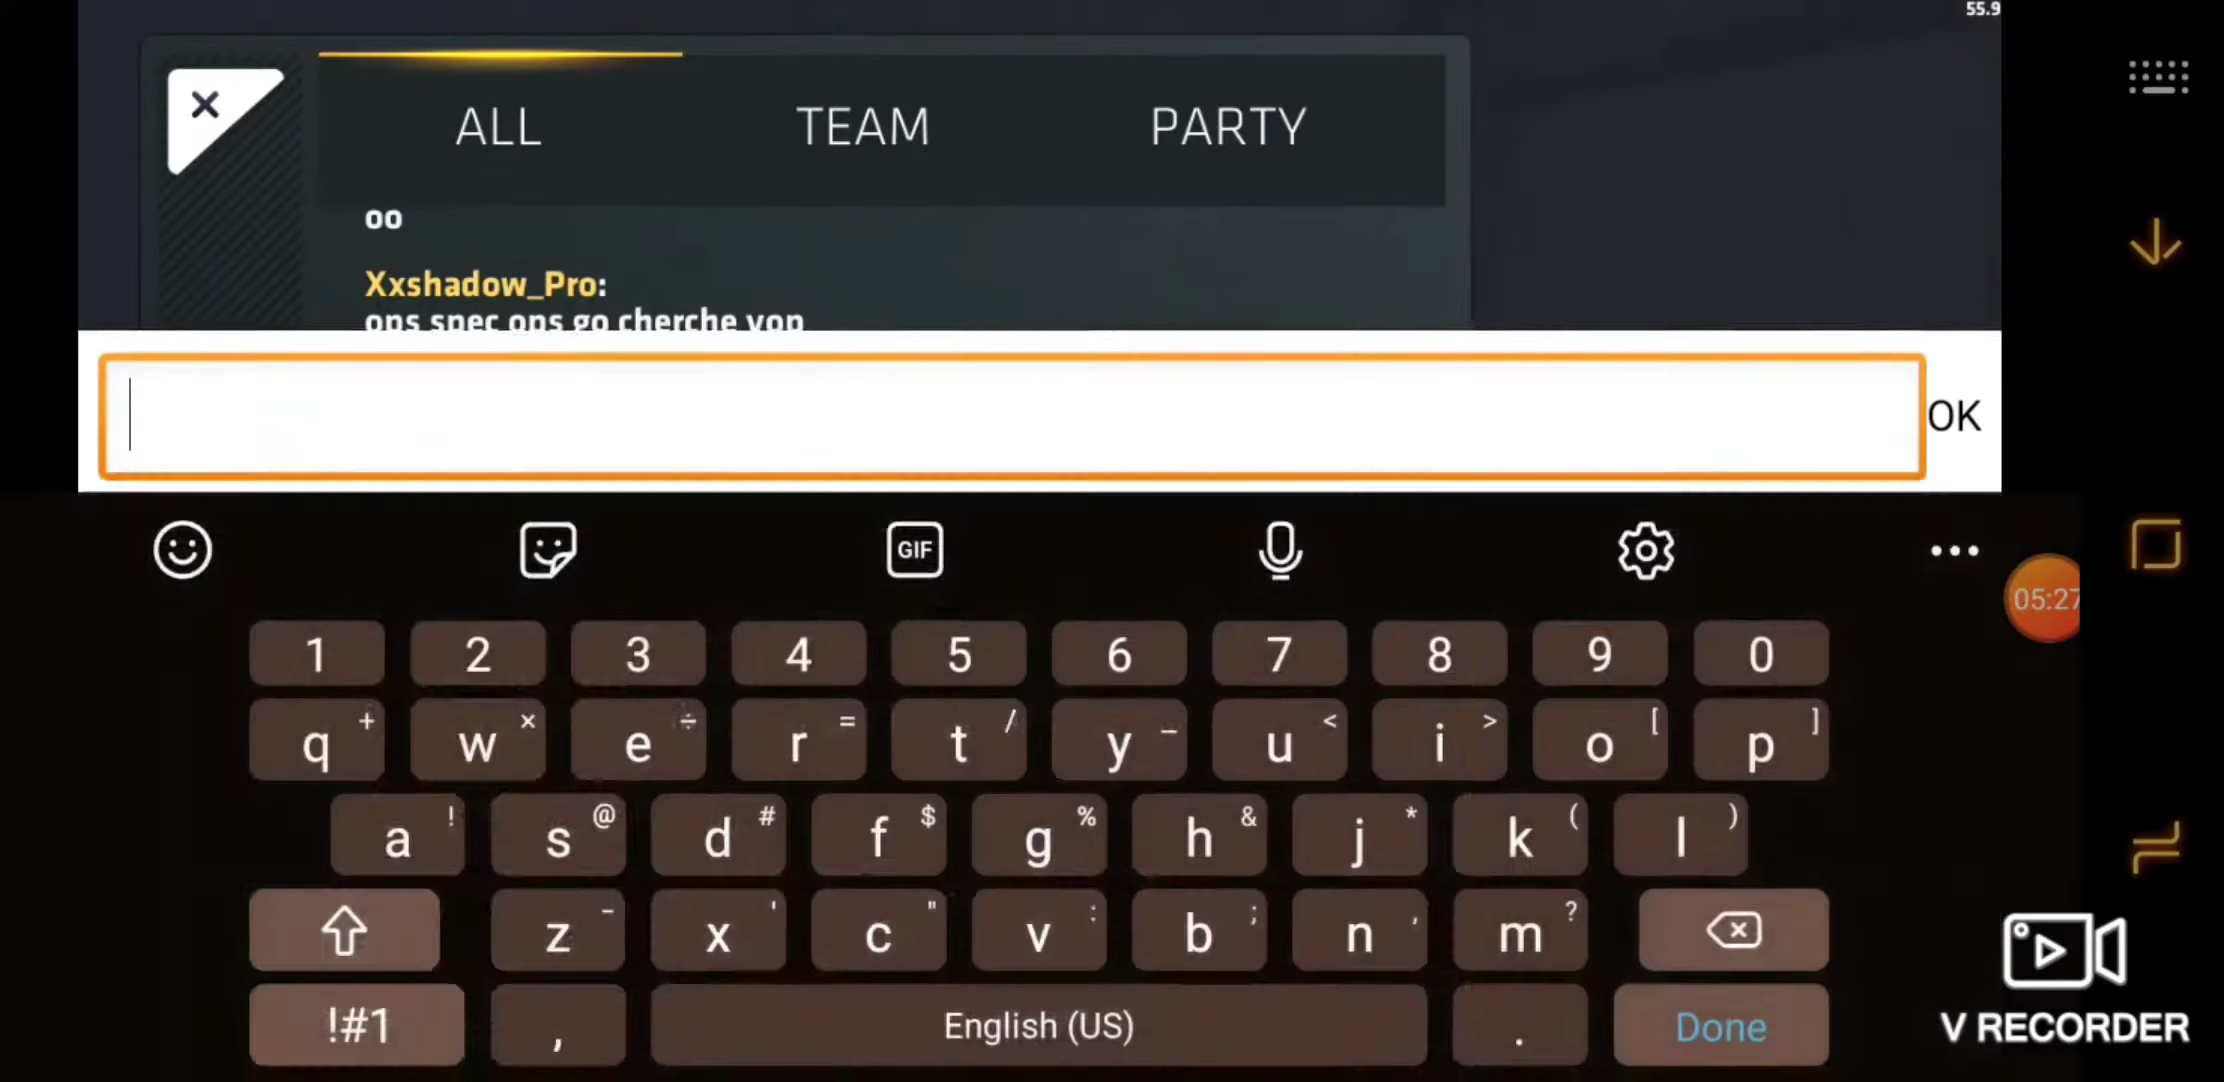 55.9
ALL TEAM PARTY
oo
Xxshadow_Pro:
ops spec ops go cherche vop
OK
GIF
05:27
1 2 3 4 5 6 7 8 9 0
q + w × e ÷ r = t / y _ u < i > o [ p ]
a ! s @ d # f $ g % h & j * k ( l )
z - x ' c " v : b ; n , m ?
!#1 , English (US) . Done
V RECORDER